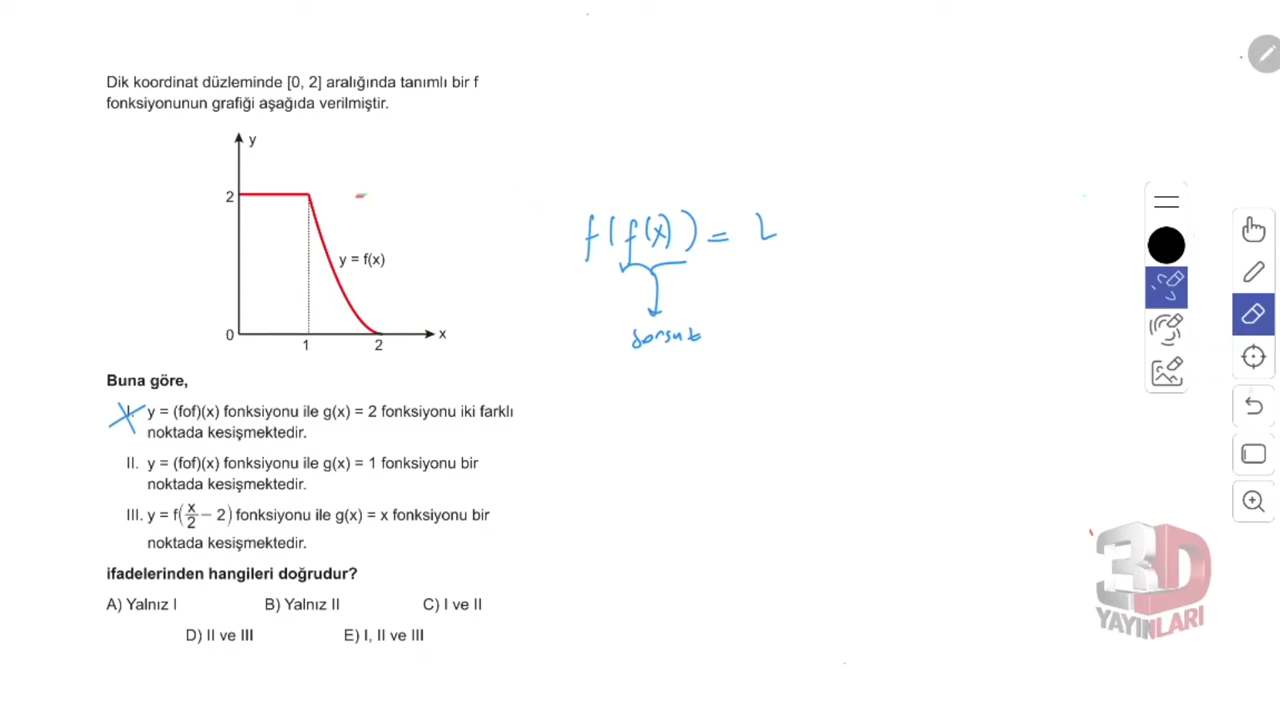 Dik koordinat düzleminde [0, 2] aralığında tanımlı bir f
fonksiyonunun grafiği aşağıda verilmiştir.
y
2
y = f(x)
0
1
2
x
f(f(x)) = 2
Buna göre,
I. y = (fof)(x) fonksiyonu ile g(x) = 2 fonksiyonu iki farklı
noktada kesişmektedir.
II. y = (fof)(x) fonksiyonu ile g(x) = 1 fonksiyonu bir
noktada kesişmektedir.
III. y = f(x/2 − 2) fonksiyonu ile g(x) = x fonksiyonu bir
noktada kesişmektedir.
ifadelerinden hangileri doğrudur?
A) Yalnız I B) Yalnız II C) I ve II
D) II ve III E) I, II ve III
3D
YAYINLARI